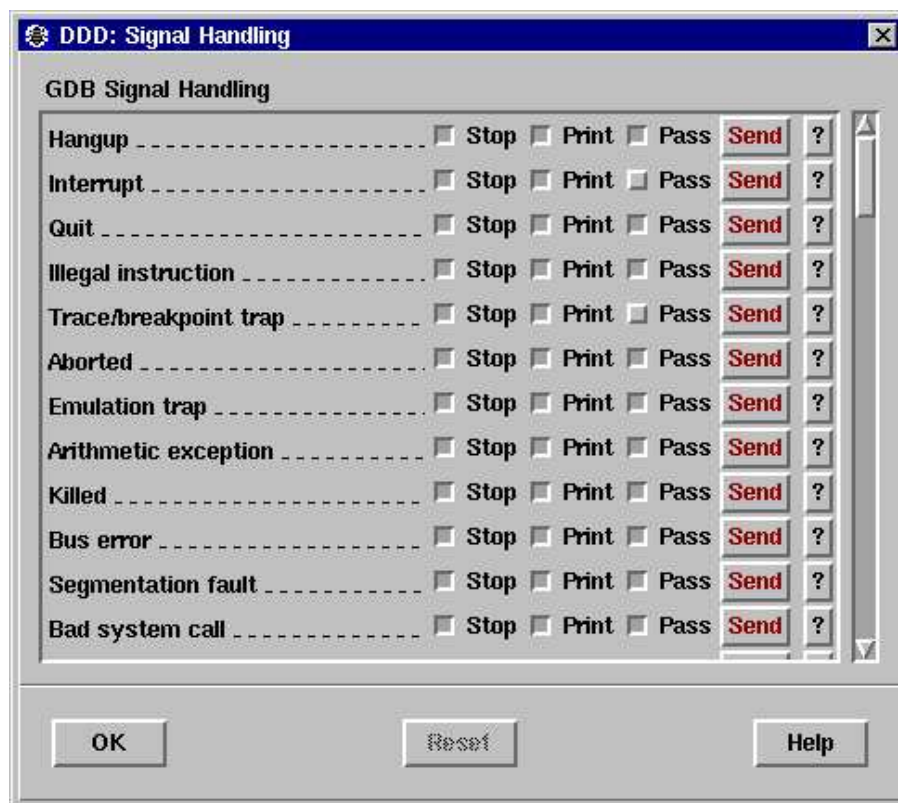 DDD: Signal Handling
GDB Signal Handling
Hangup Stop Print Pass Send ?
Interrupt Stop Print Pass Send ?
Quit Stop Print Pass Send ?
Illegal instruction Stop Print Pass Send ?
Trace/breakpoint trap Stop Print Pass Send ?
Aborted Stop Print Pass Send ?
Emulation trap Stop Print Pass Send ?
Arithmetic exception Stop Print Pass Send ?
Killed Stop Print Pass Send ?
Bus error Stop Print Pass Send ?
Segmentation fault Stop Print Pass Send ?
Bad system call Stop Print Pass Send ?
OK Reset Help